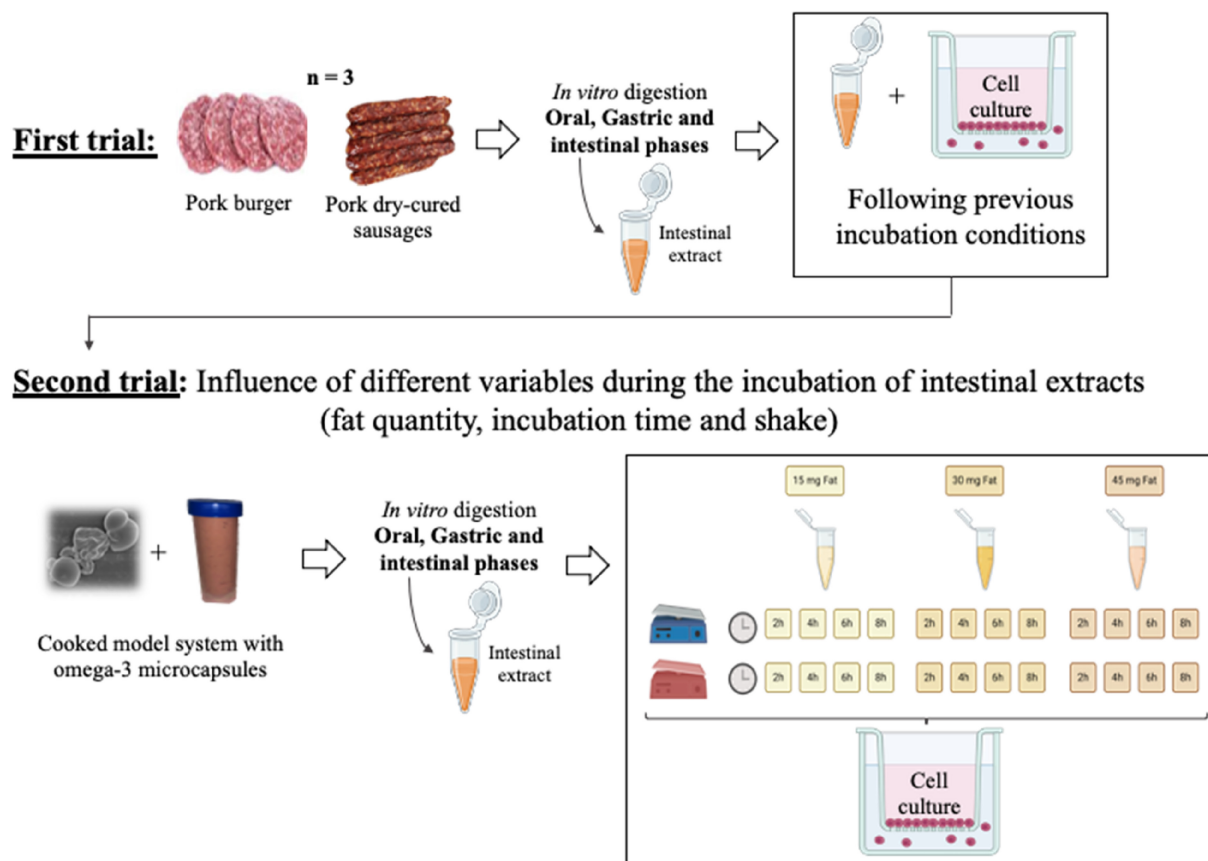 n = 3
First trial:
Pork burger
Pork dry-cured
sausages
In vitro digestion
Oral, Gastric and
intestinal phases
Intestinal
extract
+
Cell
culture
Following previous
incubation conditions
Second trial: Influence of different variables during the incubation of intestinal extracts
(fat quantity, incubation time and shake)
+
Cooked model system with
omega-3 microcapsules
In vitro digestion
Oral, Gastric and
intestinal phases
Intestinal
extract
15 mg Fat 30 mg Fat 45 mg Fat
2h 4h 6h 8h 2h 4h 6h 8h 2h 4h 6h 8h
2h 4h 6h 8h 2h 4h 6h 8h 2h 4h 6h 8h
Cell
culture